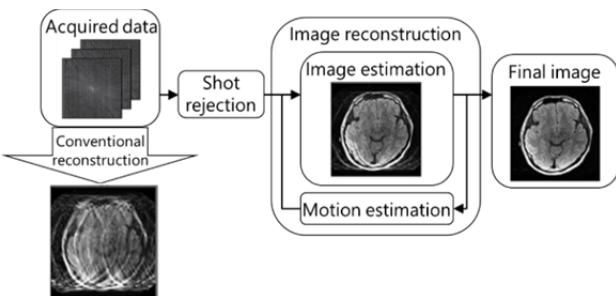 Acquired data
Conventional
reconstruction
Shot
rejection
Image reconstruction
Image estimation
Motion estimation
Final image